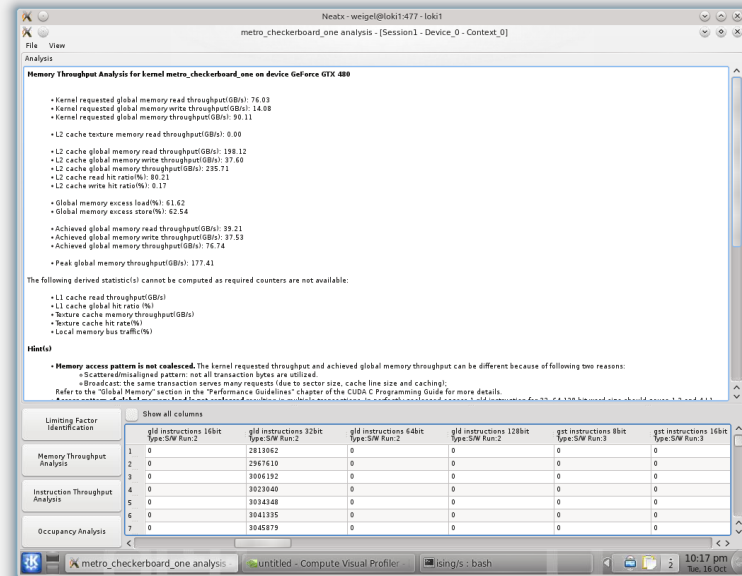 Neatx - weigel@loki1:477 - loki1
metro_checkerboard_one analysis - [Session1 - Device_0 - Context_0]
File View
Analysis
Memory Throughput Analysis for kernel metro_checkerboard_one on device GeForce GTX 480
• Kernel requested global memory read throughput(GB/s): 76.03
• Kernel requested global memory write throughput(GB/s): 14.08
• Kernel requested global memory throughput(GB/s): 90.11
• L2 cache texture memory read throughput(GB/s): 0.00
• L2 cache global memory read throughput(GB/s): 198.12
• L2 cache global memory write throughput(GB/s): 37.60
• L2 cache global memory throughput(GB/s): 235.71
• L2 cache read hit ratio(%): 80.21
• L2 cache write hit ratio(%): 0.17
• Global memory excess load(%): 61.62
• Global memory excess store(%): 62.54
• Achieved global memory read throughput(GB/s): 39.21
• Achieved global memory write throughput(GB/s): 37.53
• Achieved global memory throughput(GB/s): 76.74
• Peak global memory throughput(GB/s): 177.41
The following derived statistic(s) cannot be computed as required counters are not available:
• L1 cache read throughput(GB/s)
• L1 cache global hit ratio (%)
• Texture cache memory throughput(GB/s)
• Texture cache hit rate(%)
• Local memory bus traffic(%)
Hint(s)
• Memory access pattern is not coalesced. The kernel requested throughput and achieved global memory throughput can be different because of following two reasons:
o Scattered/misaligned pattern: not all transaction bytes are utilized.
o Broadcast: the same transaction serves many requests (due to sector size, cache line size and caching);
Refer to the "Global Memory" section in the "Performance Guidelines" chapter of the CUDA C Programming Guide for more details.
Limiting Factor Identification
Memory Throughput Analysis
Instruction Throughput Analysis
Occupancy Analysis
Show all columns
gld instructions 16bit gld instructions 32bit gld instructions 64bit gld instructions 128bit gst instructions 8bit gst instructions 16bit
Type:S/W Run:2 Type:S/W Run:2 Type:S/W Run:2 Type:S/W Run:2 Type:S/W Run:3 Type:S/W Run:3
1 0 2813062 0 0 0 0
2 0 2967610 0 0 0 0
3 0 3006192 0 0 0 0
4 0 3023040 0 0 0 0
5 0 3034348 0 0 0 0
6 0 3041335 0 0 0 0
7 0 3045879 0 0 0 0
metro_checkerboard_one analysis untitled - Compute Visual Profiler ising/s : bash 2 10:17 pm
Tue, 16 Oct